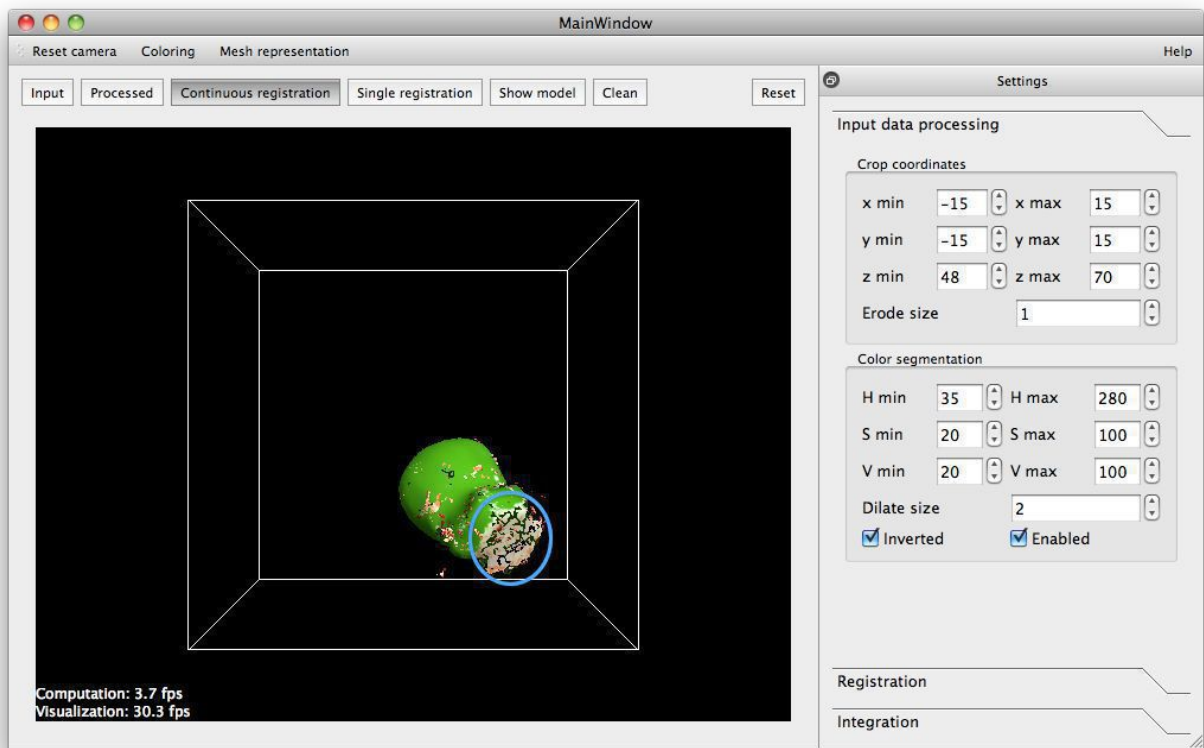 MainWindow
Reset camera Coloring Mesh representation Help
Input Processed Continuous registration Single registration Show model Clean Reset
Computation: 3.7 fps
Visualization: 30.3 fps
Settings
Input data processing
Crop coordinates
x min -15 x max 15
y min -15 y max 15
z min 48 z max 70
Erode size 1
Color segmentation
H min 35 H max 280
S min 20 S max 100
V min 20 V max 100
Dilate size 2
Inverted Enabled
Registration
Integration